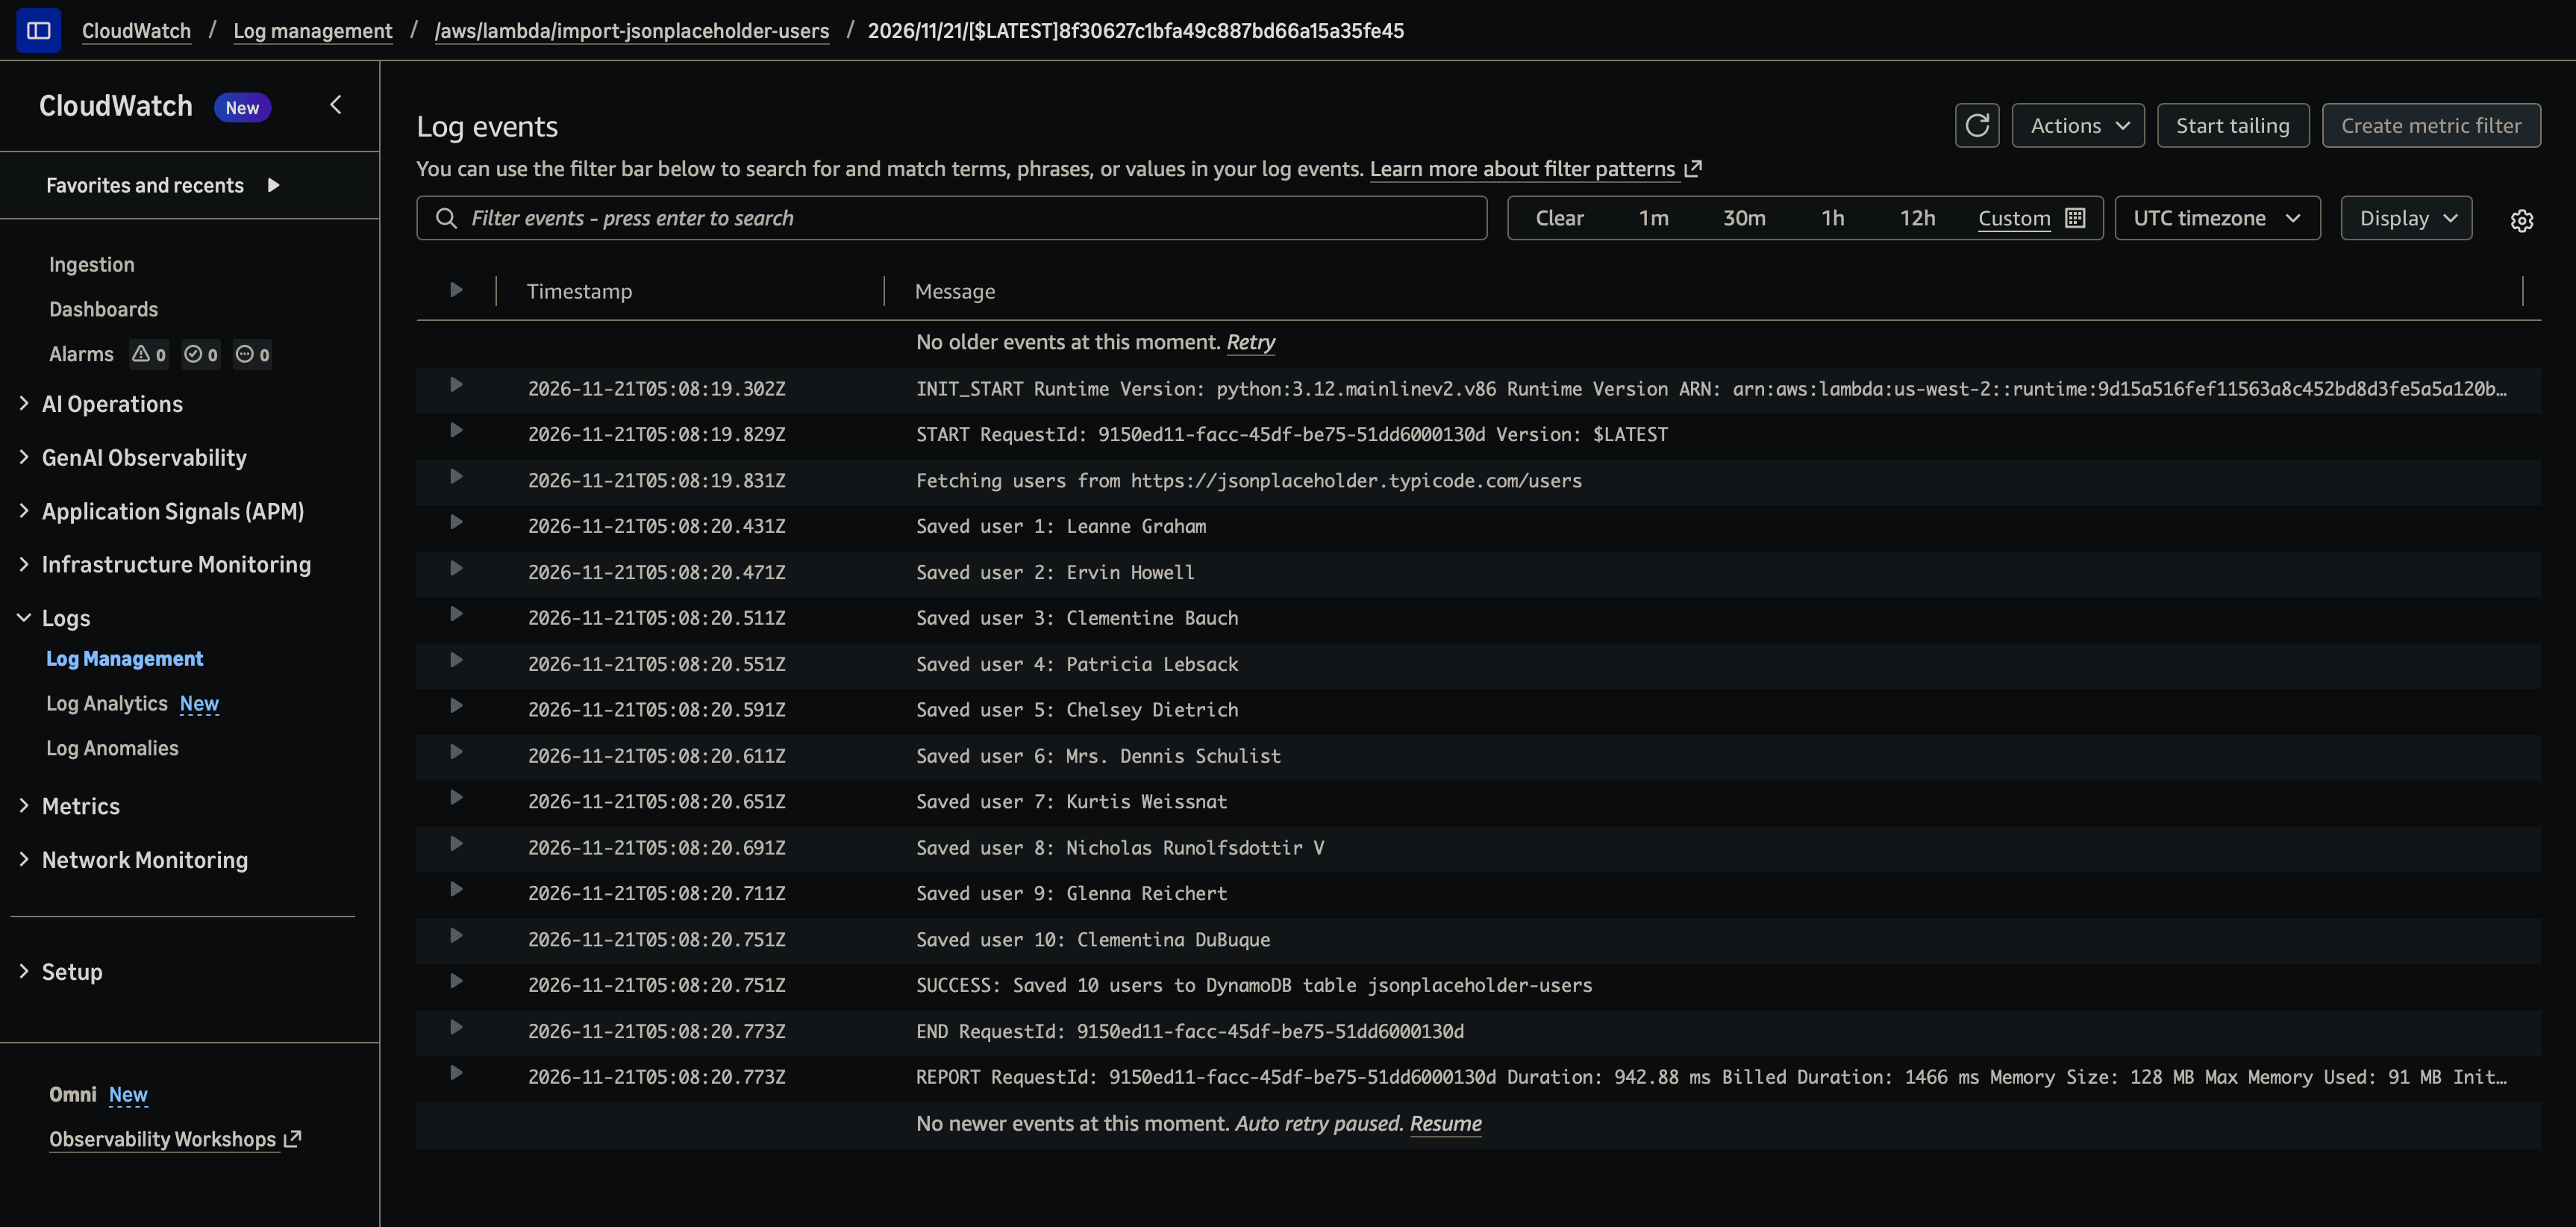 CloudWatch / Log management / /aws/lambda/import-jsonplaceholder-users / 2026/11/21/[$LATEST]8f30627c1bfa49c887bd66a15a35fe45
CloudWatch New
Favorites and recents
Ingestion
Dashboards
Alarms 0 0 0
AI Operations
GenAI Observability
Application Signals (APM)
Infrastructure Monitoring
Logs
Log Management
Log Analytics New
Log Anomalies
Metrics
Network Monitoring
Setup
Omni New
Observability Workshops
Log events
Actions Start tailing Create metric filter
You can use the filter bar below to search for and match terms, phrases, or values in your log events. Learn more about filter patterns
Filter events - press enter to search
Clear 1m 30m 1h 12h Custom UTC timezone Display
Timestamp Message
No older events at this moment. Retry
2026-11-21T05:08:19.302Z INIT_START Runtime Version: python:3.12.mainlinev2.v86 Runtime Version ARN: arn:aws:lambda:us-west-2::runtime:9d15a516fef11563a8c452bd8d3fe5a5a120b…
2026-11-21T05:08:19.829Z START RequestId: 9150ed11-facc-45df-be75-51dd6000130d Version: $LATEST
2026-11-21T05:08:19.831Z Fetching users from https://jsonplaceholder.typicode.com/users
2026-11-21T05:08:20.431Z Saved user 1: Leanne Graham
2026-11-21T05:08:20.471Z Saved user 2: Ervin Howell
2026-11-21T05:08:20.511Z Saved user 3: Clementine Bauch
2026-11-21T05:08:20.551Z Saved user 4: Patricia Lebsack
2026-11-21T05:08:20.591Z Saved user 5: Chelsey Dietrich
2026-11-21T05:08:20.611Z Saved user 6: Mrs. Dennis Schulist
2026-11-21T05:08:20.651Z Saved user 7: Kurtis Weissnat
2026-11-21T05:08:20.691Z Saved user 8: Nicholas Runolfsdottir V
2026-11-21T05:08:20.711Z Saved user 9: Glenna Reichert
2026-11-21T05:08:20.751Z Saved user 10: Clementina DuBuque
2026-11-21T05:08:20.751Z SUCCESS: Saved 10 users to DynamoDB table jsonplaceholder-users
2026-11-21T05:08:20.773Z END RequestId: 9150ed11-facc-45df-be75-51dd6000130d
2026-11-21T05:08:20.773Z REPORT RequestId: 9150ed11-facc-45df-be75-51dd6000130d Duration: 942.88 ms Billed Duration: 1466 ms Memory Size: 128 MB Max Memory Used: 91 MB Init…
No newer events at this moment. Auto retry paused. Resume